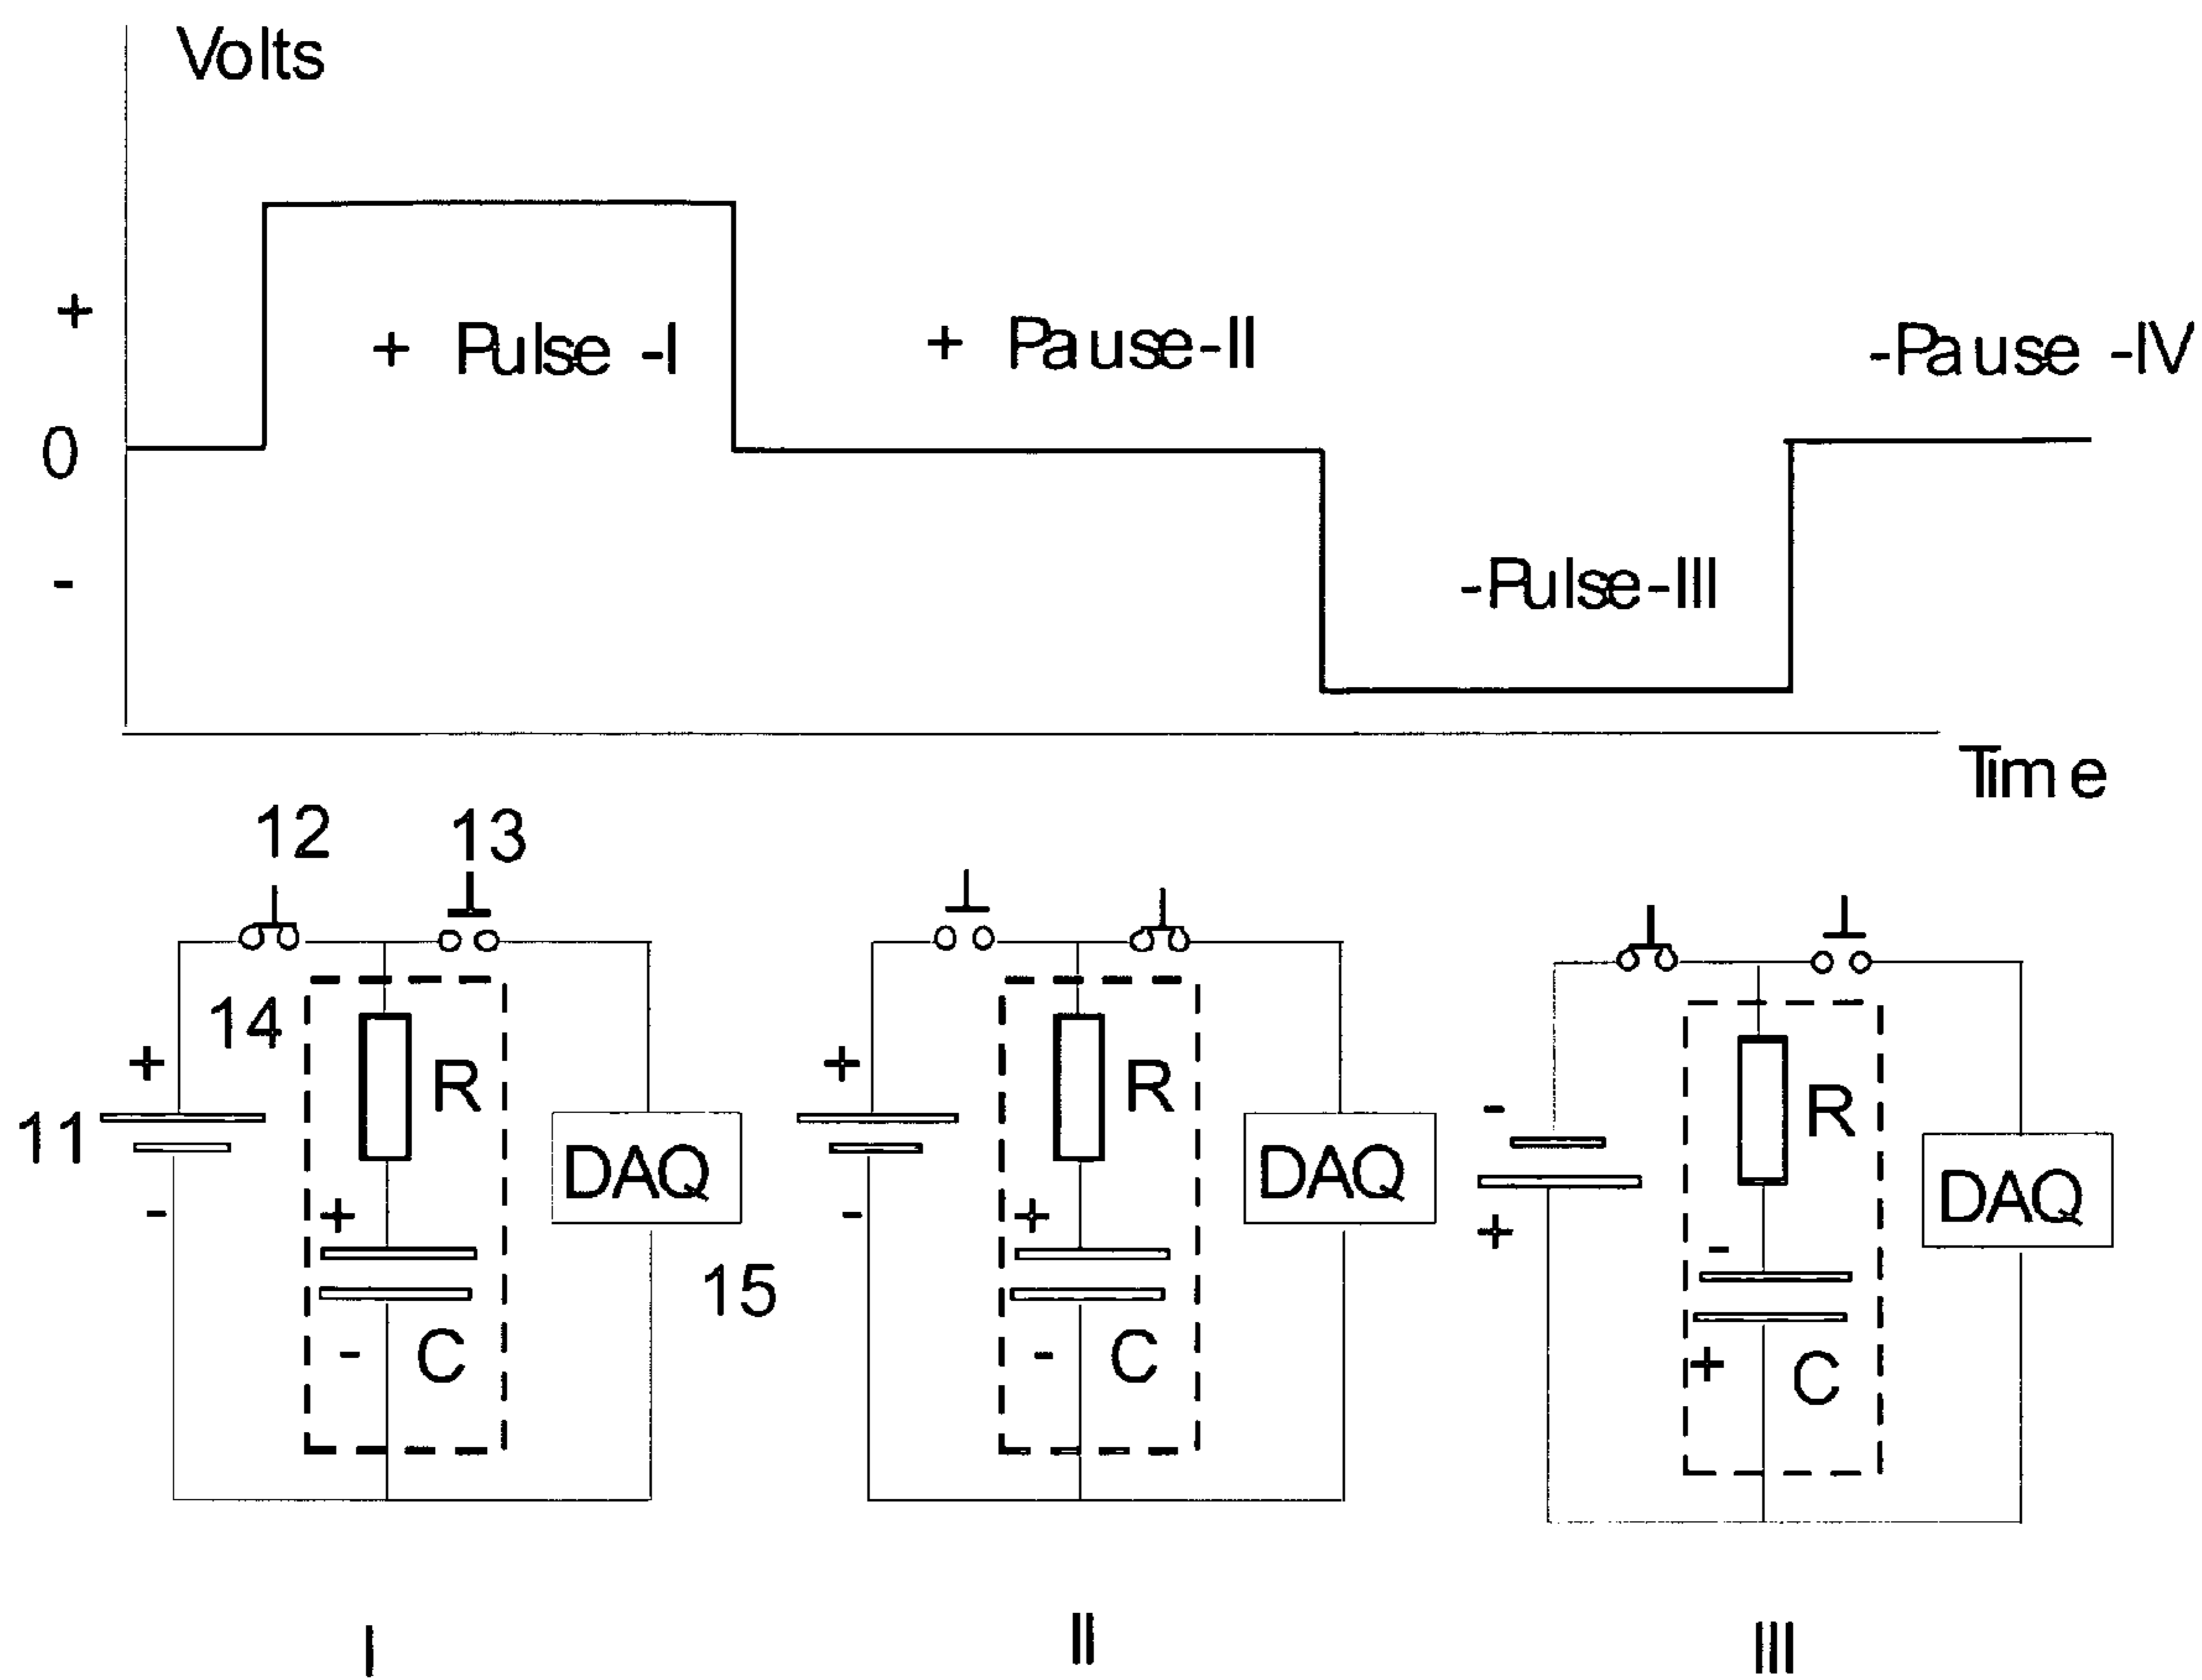 Volts
+
+ Pulse -I
+ Pause-II
-Pause -IV
0
-
-Pulse-III
Time
12
13
14
+
R
+
R
-
R
11
DAQ
DAQ
DAQ
-
+
-
+
+
-
15
-
C
-
C
+
C
I
II
III